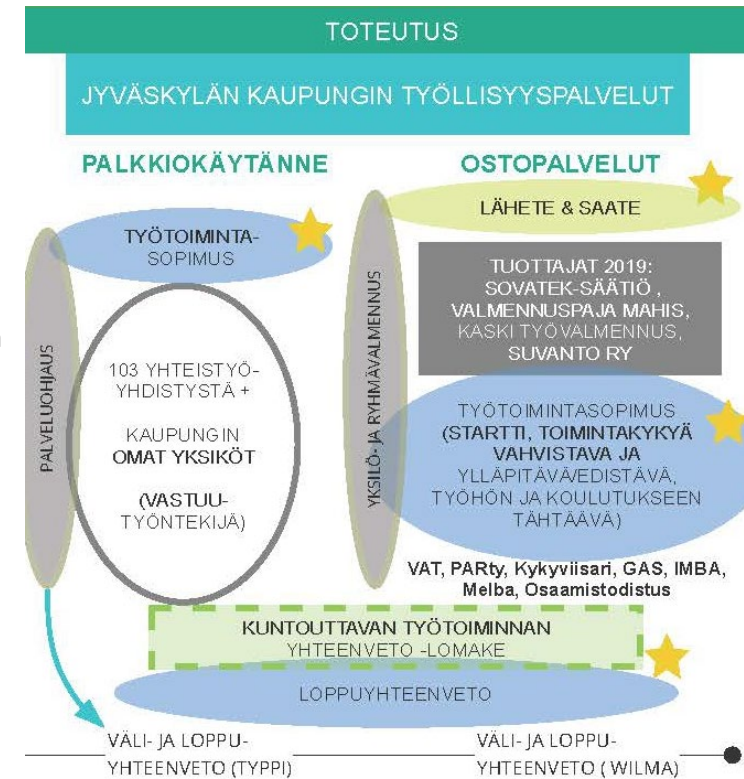 TOTEUTUS
JYVÄSKYLÄN KAUPUNGIN TYÖLLISYYSPALVELUT
PALKKIOKÄYTÄNNE
TYÖTOIMINTA-
SOPIMUS
PALVELUOHJAUS
103 YHTEISTYÖ-
YHDISTYSTÄ +
KAUPUNGIN
OMAT YKSIKÖT
(VASTUU-
TYÖNTEKIJÄ)
OSTOPALVELUT
LÄHETE & SAATE
YKSILÖ- JA RYHMÄVALMENNUS
TUOTTAJAT 2019:
SOVATEK-SÄÄTIÖ ,
VALMENNUSPAJA MAHIS,
KASKI TYÖVALMENNUS,
SUVANTO RY
TYÖTOIMINTASOPIMUS
(STARTTI, TOIMINTAKYKYÄ
VAHVISTAVA JA
YLLÄPITÄVÄ/EDISTÄVÄ,
TYÖHÖN JA KOULUTUKSEEN
TÄHTÄÄVÄ)
VAT, PARty, Kykyviisari, GAS, IMBA,
Melba, Osaamistodistus
KUNTOUTTAVAN TYÖTOIMINNAN
YHTEENVETO -LOMAKE
LOPPUYHTEENVETO
VÄLI- JA LOPPU-
YHTEENVETO (TYPPI)
VÄLI- JA LOPPU-
YHTEENVETO ( WILMA)